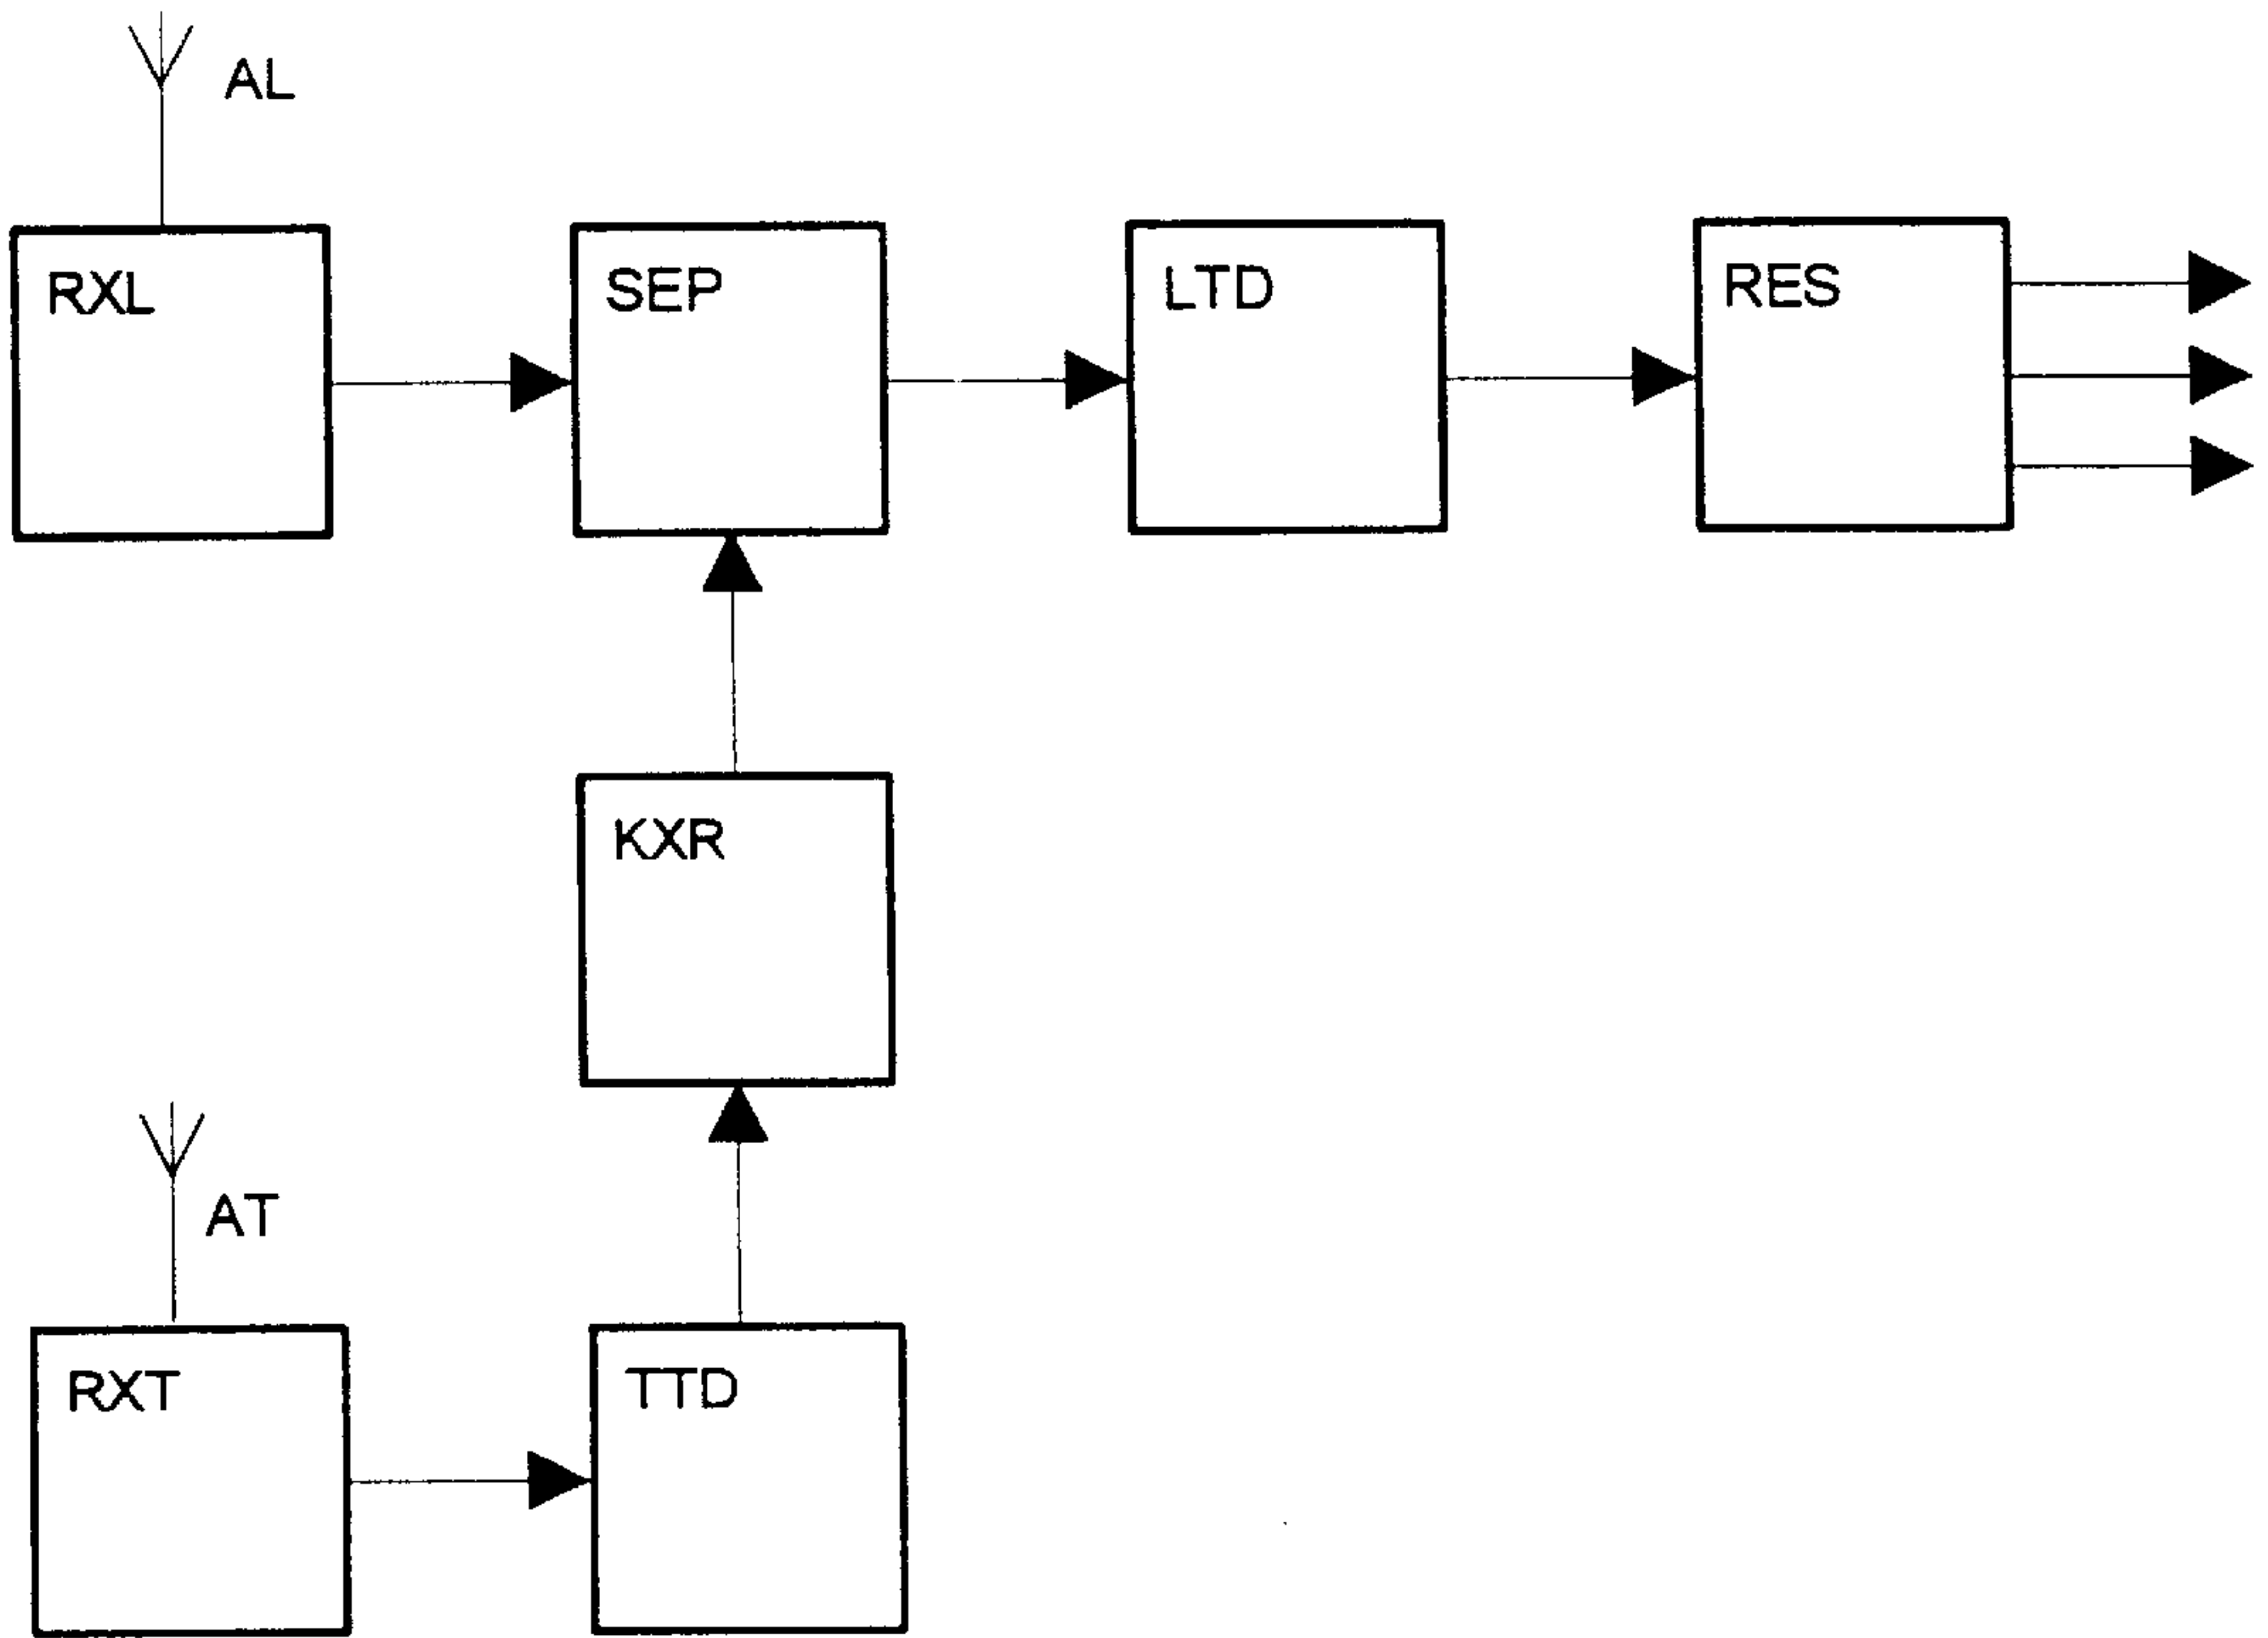 AL
RXL
SEP
LTD
RES
KXR
AT
RXT
TTD